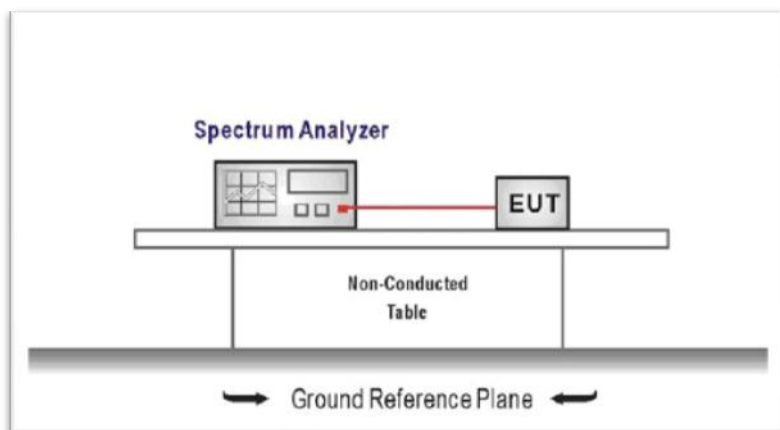 Spectrum Analyzer
EUT
Non-Conducted
Table
Ground Reference Plane